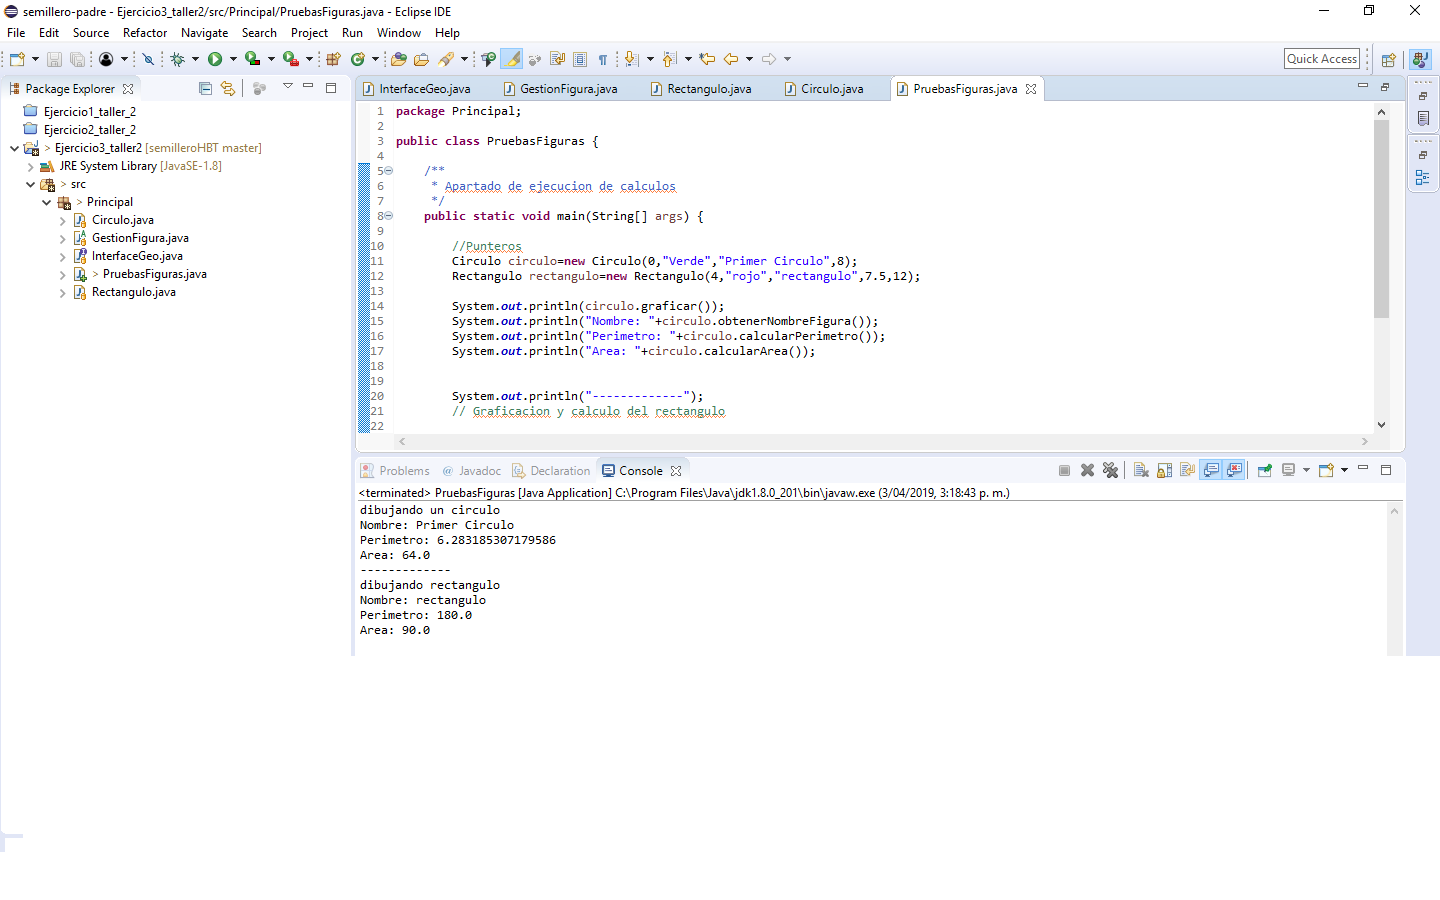 semillero-padre - Ejercicio3_taller2/src/Principal/PruebasFiguras.java - Eclipse IDE
File Edit Source Refactor Navigate Search Project Run Window Help
Quick Access
Package Explorer
Ejercicio1_taller_2
Ejercicio2_taller_2
> Ejercicio3_taller2 [semilleroHBT master]
JRE System Library [JavaSE-1.8]
> src
> Principal
Circulo.java
GestionFigura.java
InterfaceGeo.java
> PruebasFiguras.java
Rectangulo.java
InterfaceGeo.java GestionFigura.java Rectangulo.java Circulo.java PruebasFiguras.java
1 package Principal;
2
3 public class PruebasFiguras {
4
5 /**
6 * Apartado de ejecucion de calculos
7 */
8 public static void main(String[] args) {
9
10 //Punteros
11 Circulo circulo=new Circulo(0,"Verde","Primer Circulo",8);
12 Rectangulo rectangulo=new Rectangulo(4,"rojo","rectangulo",7.5,12);
13
14 System.out.println(circulo.graficar());
15 System.out.println("Nombre: "+circulo.obtenerNombreFigura());
16 System.out.println("Perimetro: "+circulo.calcularPerimetro());
17 System.out.println("Area: "+circulo.calcularArea());
18
19
20 System.out.println("-------------");
21 // Graficacion y calculo del rectangulo
22
Problems @ Javadoc Declaration Console
<terminated> PruebasFiguras [Java Application] C:\Program Files\Java\jdk1.8.0_201\bin\javaw.exe (3/04/2019, 3:18:43 p. m.)
dibujando un circulo
Nombre: Primer Circulo
Perimetro: 6.283185307179586
Area: 64.0
-------------
dibujando rectangulo
Nombre: rectangulo
Perimetro: 180.0
Area: 90.0